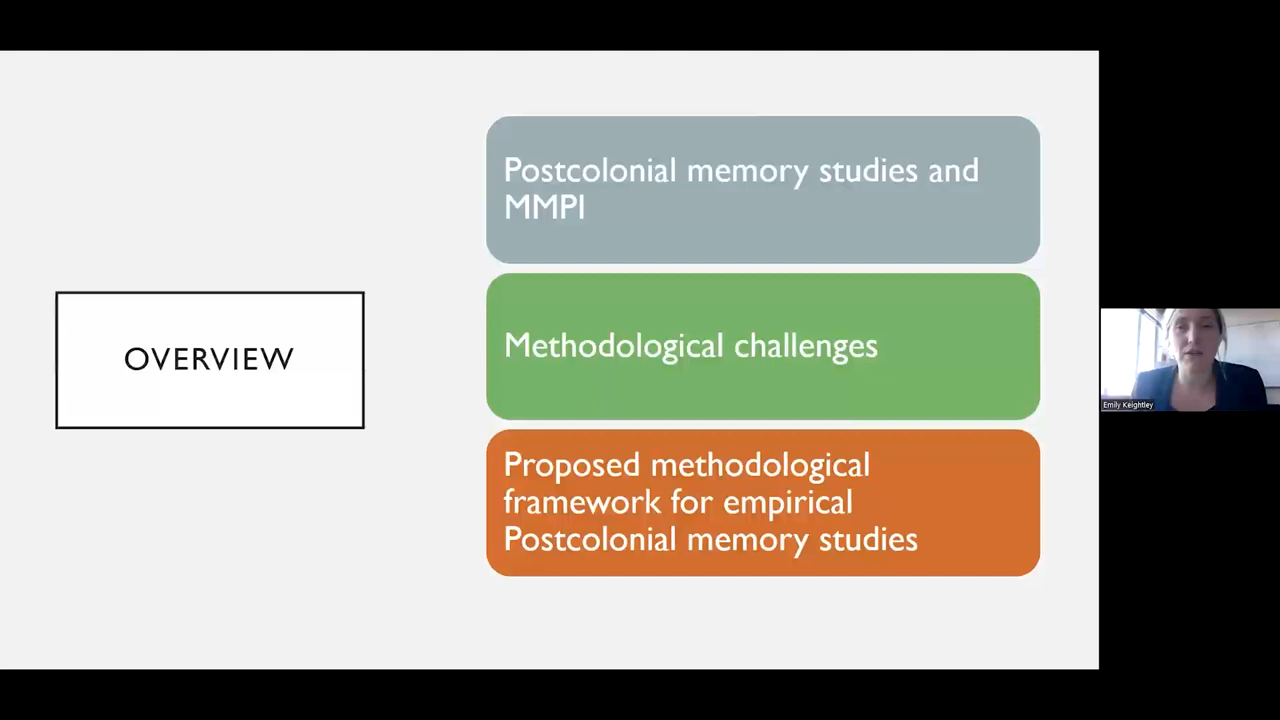 OVERVIEW
Postcolonial memory studies and
MMPI
Methodological challenges
Proposed methodological
framework for empirical
Postcolonial memory studies
Emily Keightley